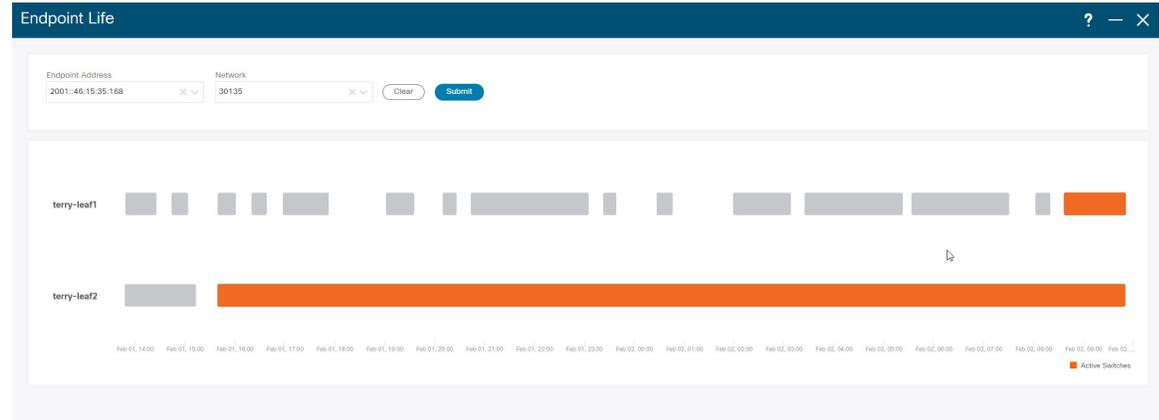 Endpoint Life ? — ×
Endpoint Address Network
2001::46:15:35:168 30135 Clear Submit
terry-leaf1
terry-leaf2
Feb 01, 14:00 Feb 01, 15:00 Feb 01, 16:00 Feb 01, 17:00 Feb 01, 18:00 Feb 01, 19:00 Feb 01, 20:00 Feb 01, 21:00 Feb 01, 22:00 Feb 01, 23:00 Feb 02, 00:00 Feb 02, 01:00 Feb 02, 02:00 Feb 02, 03:00 Feb 02, 04:00 Feb 02, 05:00 Feb 02, 06:00 Feb 02, 07:00 Feb 02, 08:00 Feb 02, 09:00 Feb 02, ...
Active Switches